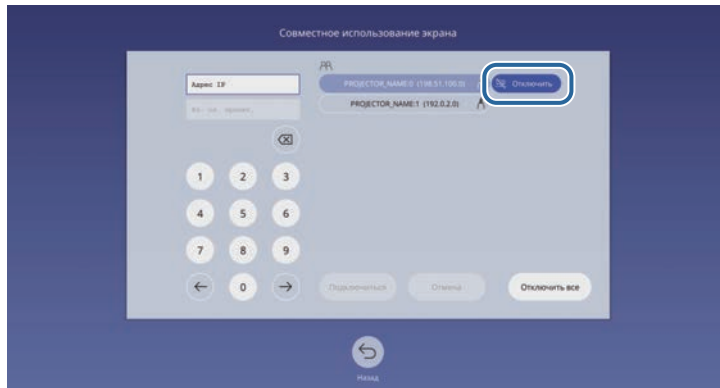 Совместное использование экрана
Адрес IP
PROJECTOR_NAME:0 (198.51.100.0)
Отключить
PROJECTOR_NAME:1 (192.0.2.0)
1 2 3
4 5 6
7 8 9
0
Подключиться
Отмена
Отключить все
Назад